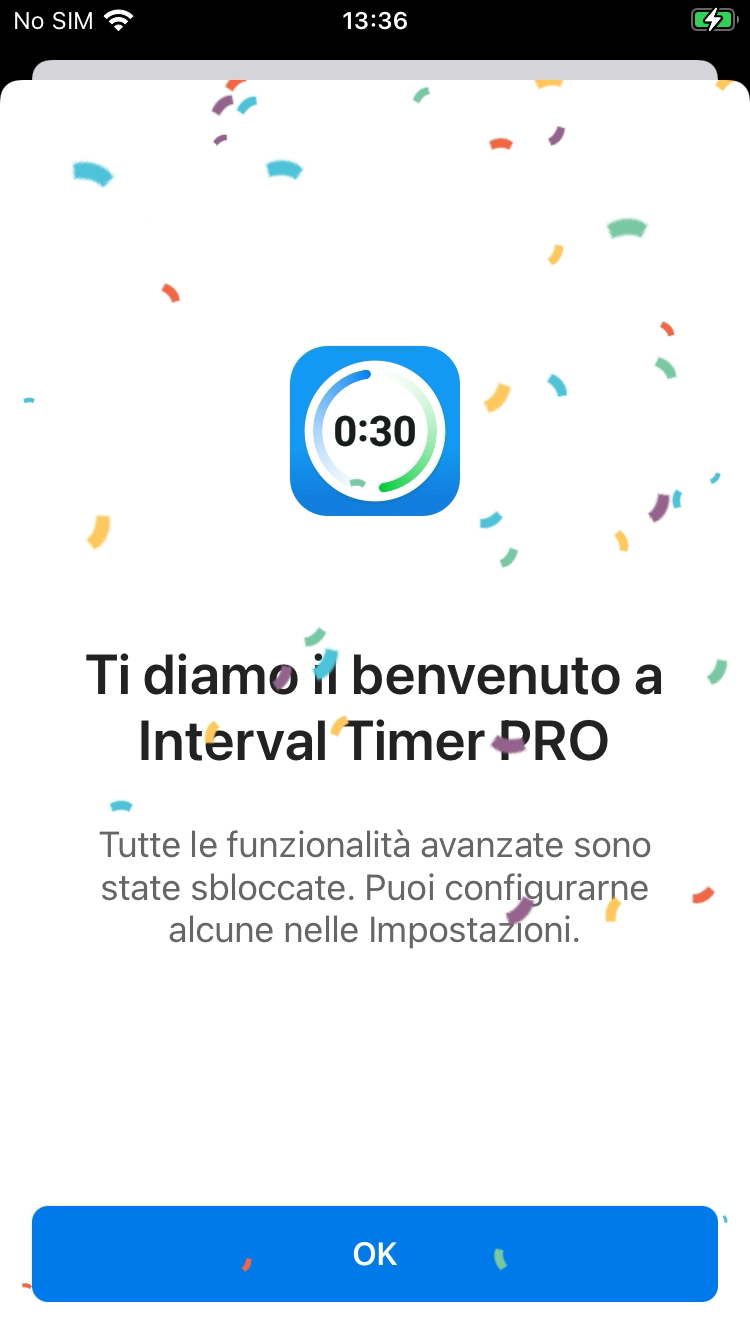 No SIM
13:36
0:30
Ti diamo il benvenuto a
Interval Timer PRO
Tutte le funzionalità avanzate sono
state sbloccate. Puoi configurarne
alcune nelle Impostazioni.
OK